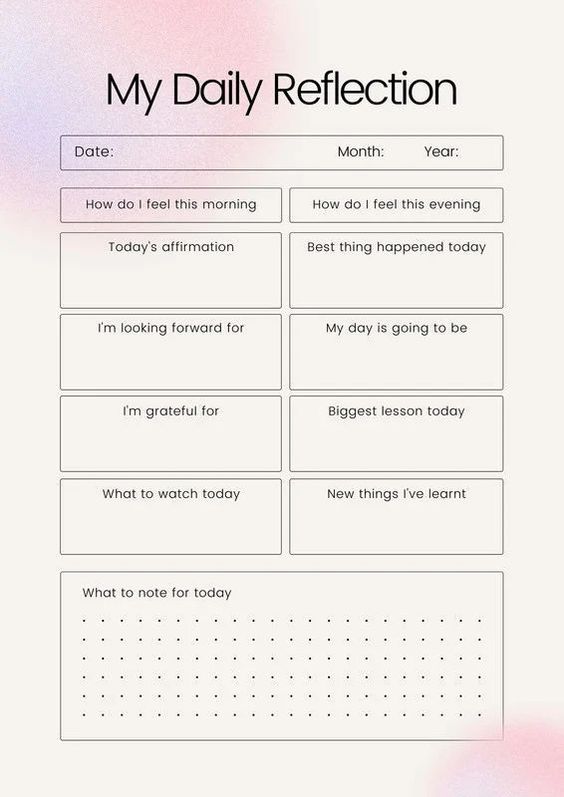 My Daily Reflection
Date: Month: Year:
How do I feel this morning
How do I feel this evening
Today's affirmation
Best thing happened today
I'm looking forward for
My day is going to be
I'm grateful for
Biggest lesson today
What to watch today
New things I've learnt
What to note for today